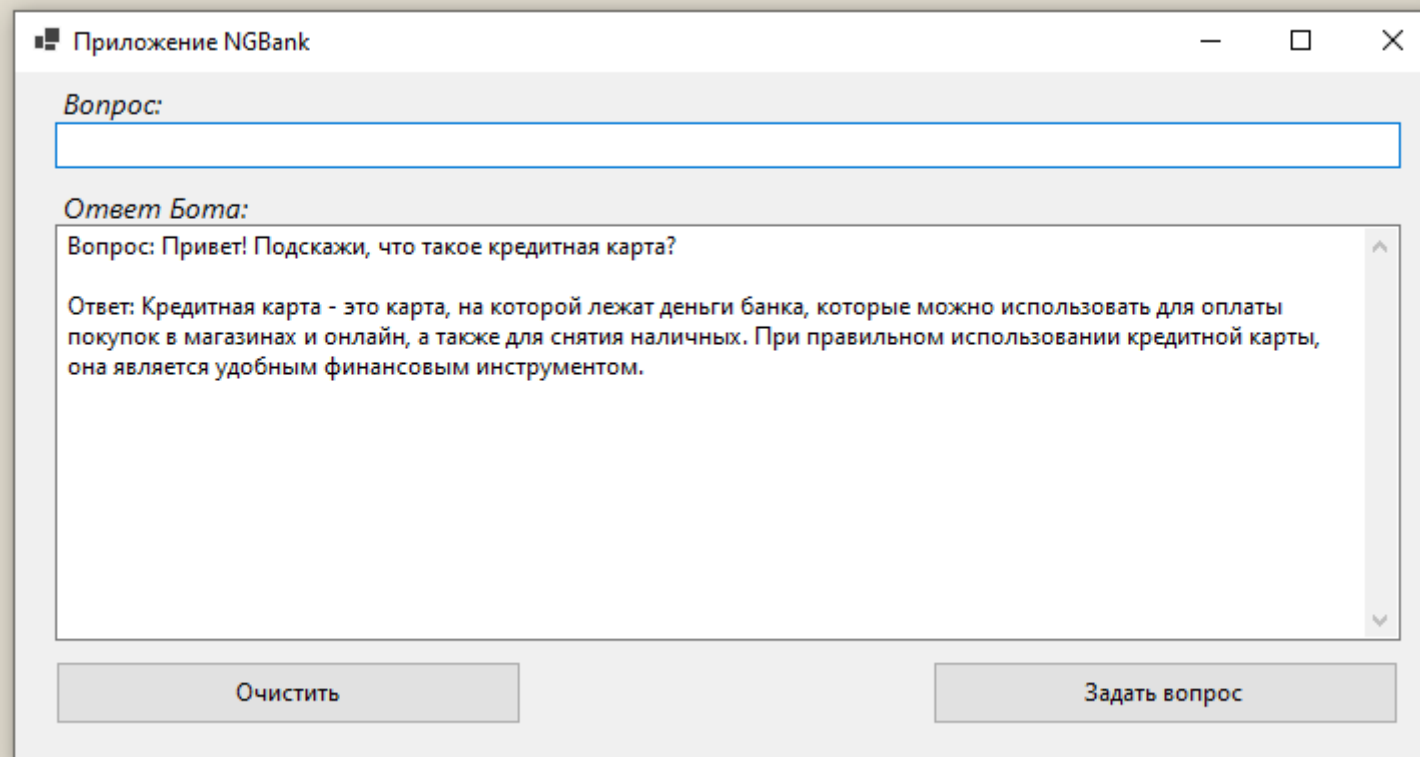 Приложение NGBank
Вопрос:
Ответ Бота:
Вопрос: Привет! Подскажи, что такое кредитная карта?
Ответ: Кредитная карта - это карта, на которой лежат деньги банка, которые можно использовать для оплаты
покупок в магазинах и онлайн, а также для снятия наличных. При правильном использовании кредитной карты,
она является удобным финансовым инструментом.
Очистить
Задать вопрос